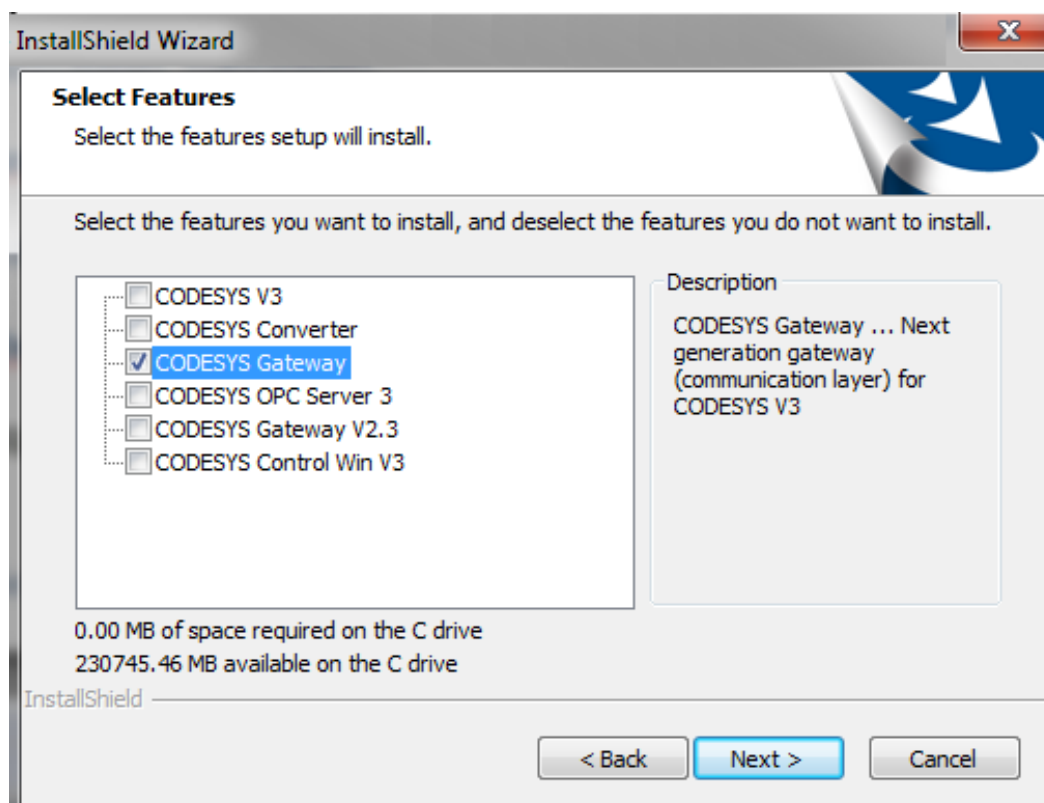 InstallShield Wizard
Select Features
Select the features setup will install.
Select the features you want to install, and deselect the features you do not want to install.
CODESYS V3
CODESYS Converter
CODESYS Gateway
CODESYS OPC Server 3
CODESYS Gateway V2.3
CODESYS Control Win V3
Description
CODESYS Gateway ... Next
generation gateway
(communication layer) for
CODESYS V3
0.00 MB of space required on the C drive
230745.46 MB available on the C drive
InstallShield
< Back
Next >
Cancel